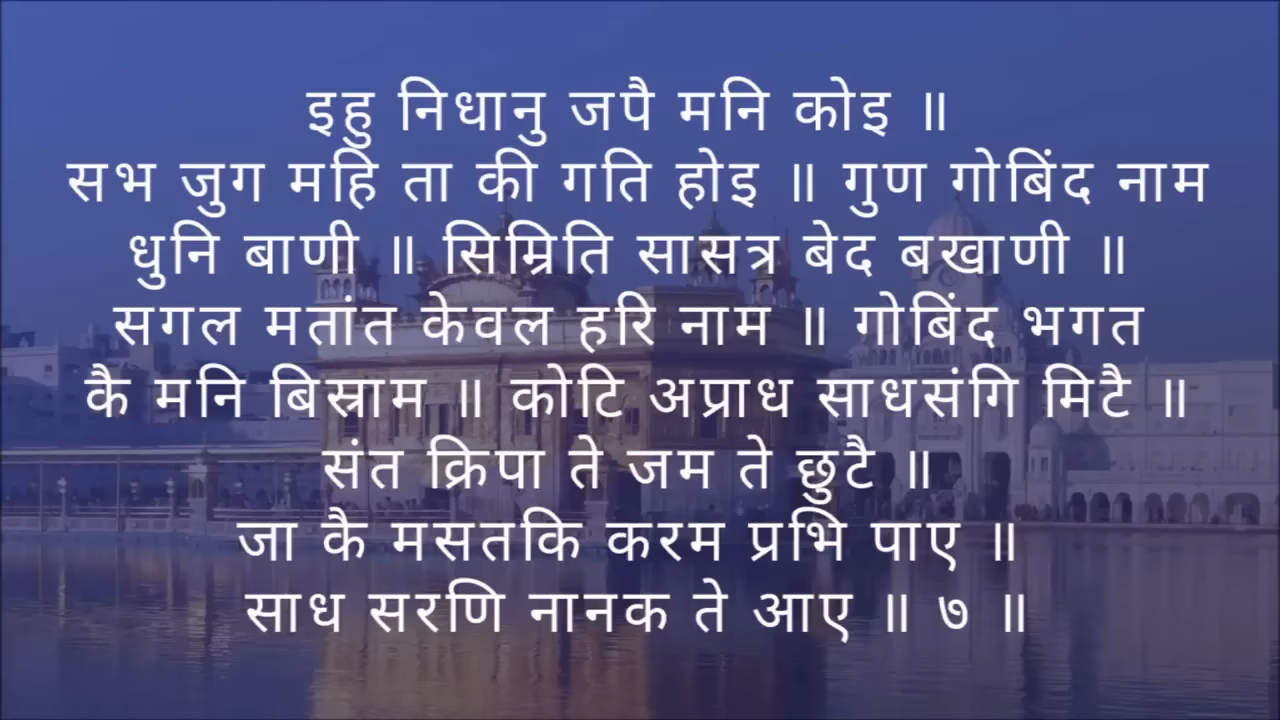 इहु निधानु जपै मनि कोइ ॥
सभ जुग महि ता की गति होइ ॥ गुण गोबिंद नाम
धुनि बाणी ॥ सिम्रिति सासत्र बेद बखाणी ॥
सगल मतांत केवल हरि नाम ॥ गोबिंद भगत
कै मनि बिस्राम ॥ कोटि अप्राध साधसंगि मिटै ॥
संत क्रिपा ते जम ते छुटै ॥
जा कै मसतकि करम प्रभि पाए ॥
साध सरणि नानक ते आए ॥ ७ ॥